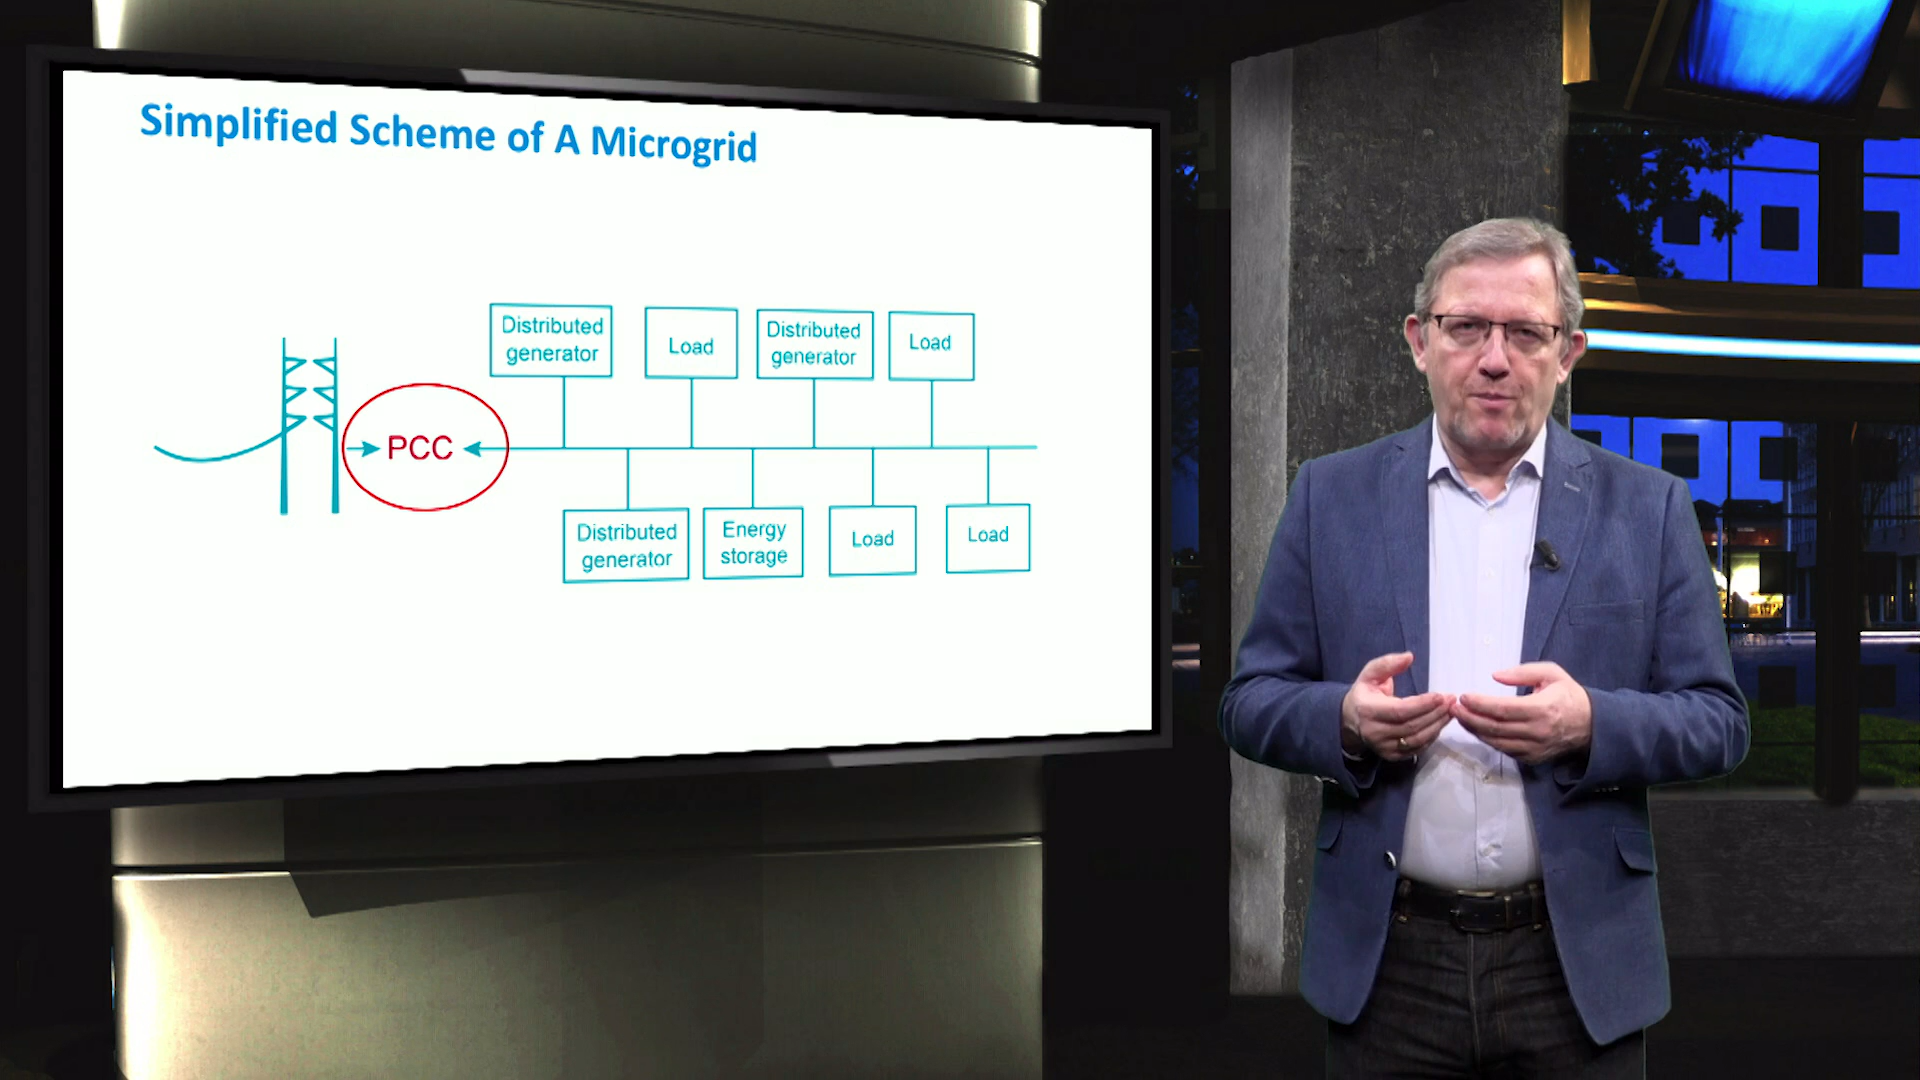 Simplified Scheme of A Microgrid
Distributed
generator
Load
Distributed
generator
Load
PCC
Distributed
generator
Energy
storage
Load
Load